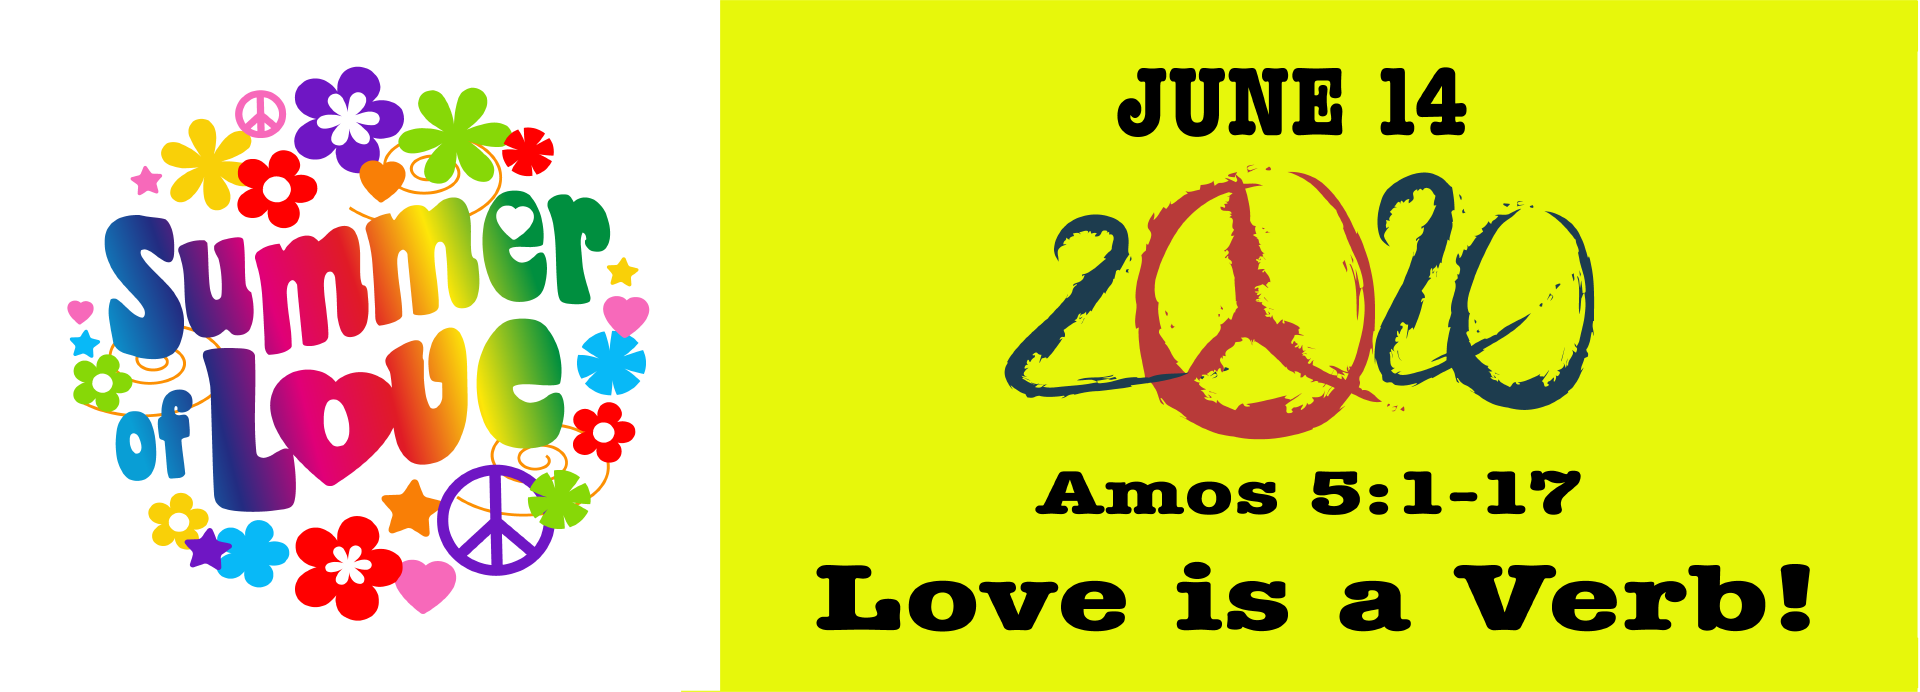 Summer
of Love
JUNE 14
2020
Amos 5:1-17
Love is a Verb!